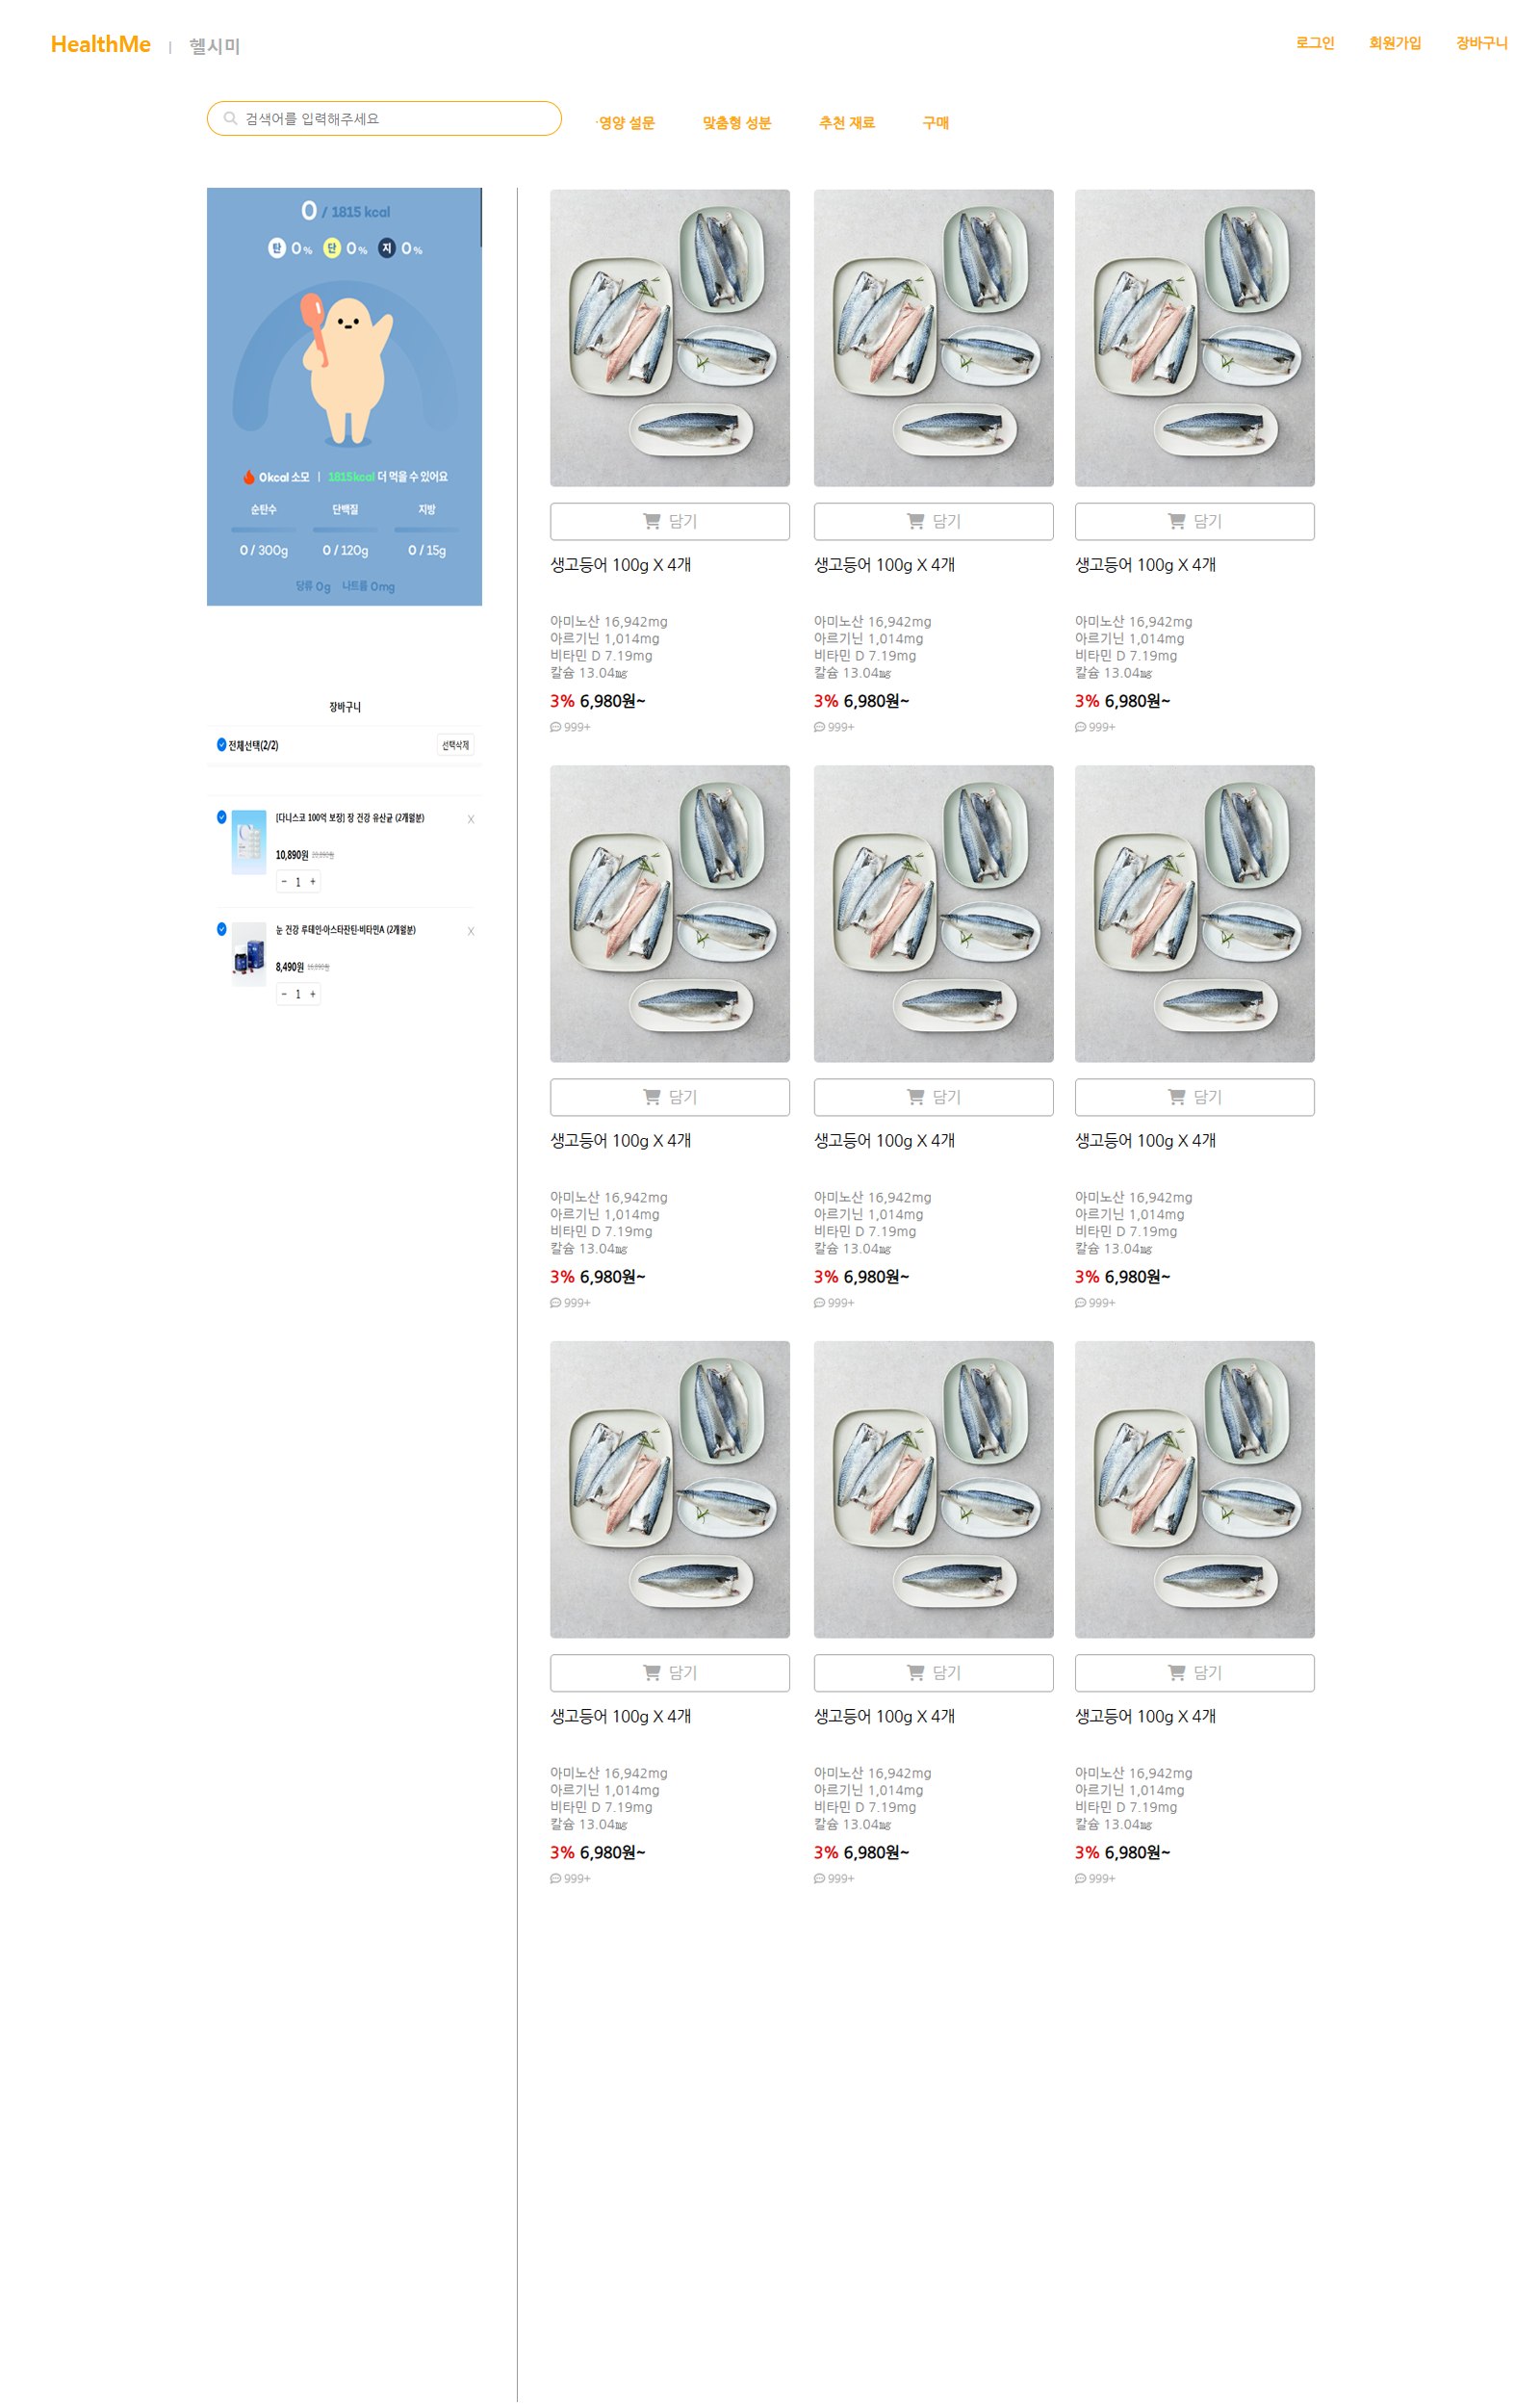 HealthMe | 헬시미
로그인 회원가입 장바구니
검색어를 입력해주세요
·영양 설문 맞춤형 성분 추천 재료 구매
0 / 1815 kcal
탄 0% 단 0% 지 0%
0kcal 소모 | 1815kcal 더 먹을 수 있어요
순탄수 단백질 지방
0 / 300g 0 / 120g 0 / 15g
당류 0g 나트륨 0mg
장바구니
전체선택(2/2) 선택삭제
[다니스코 100억 보장] 장 건강 유산균 (2개월분) X
10,890원
- 1 +
눈 건강 루테인·아스타잔틴·비타민A (2개월분) X
8,490원
- 1 +
담기 담기 담기
생고등어 100g X 4개 생고등어 100g X 4개 생고등어 100g X 4개
아미노산 16,942mg 아미노산 16,942mg 아미노산 16,942mg
아르기닌 1,014mg 아르기닌 1,014mg 아르기닌 1,014mg
비타민 D 7.19mg 비타민 D 7.19mg 비타민 D 7.19mg
칼슘 13.04㎎ 칼슘 13.04㎎ 칼슘 13.04㎎
3% 6,980원~ 3% 6,980원~ 3% 6,980원~
999+ 999+ 999+
담기 담기 담기
생고등어 100g X 4개 생고등어 100g X 4개 생고등어 100g X 4개
아미노산 16,942mg 아미노산 16,942mg 아미노산 16,942mg
아르기닌 1,014mg 아르기닌 1,014mg 아르기닌 1,014mg
비타민 D 7.19mg 비타민 D 7.19mg 비타민 D 7.19mg
칼슘 13.04㎎ 칼슘 13.04㎎ 칼슘 13.04㎎
3% 6,980원~ 3% 6,980원~ 3% 6,980원~
999+ 999+ 999+
담기 담기 담기
생고등어 100g X 4개 생고등어 100g X 4개 생고등어 100g X 4개
아미노산 16,942mg 아미노산 16,942mg 아미노산 16,942mg
아르기닌 1,014mg 아르기닌 1,014mg 아르기닌 1,014mg
비타민 D 7.19mg 비타민 D 7.19mg 비타민 D 7.19mg
칼슘 13.04㎎ 칼슘 13.04㎎ 칼슘 13.04㎎
3% 6,980원~ 3% 6,980원~ 3% 6,980원~
999+ 999+ 999+